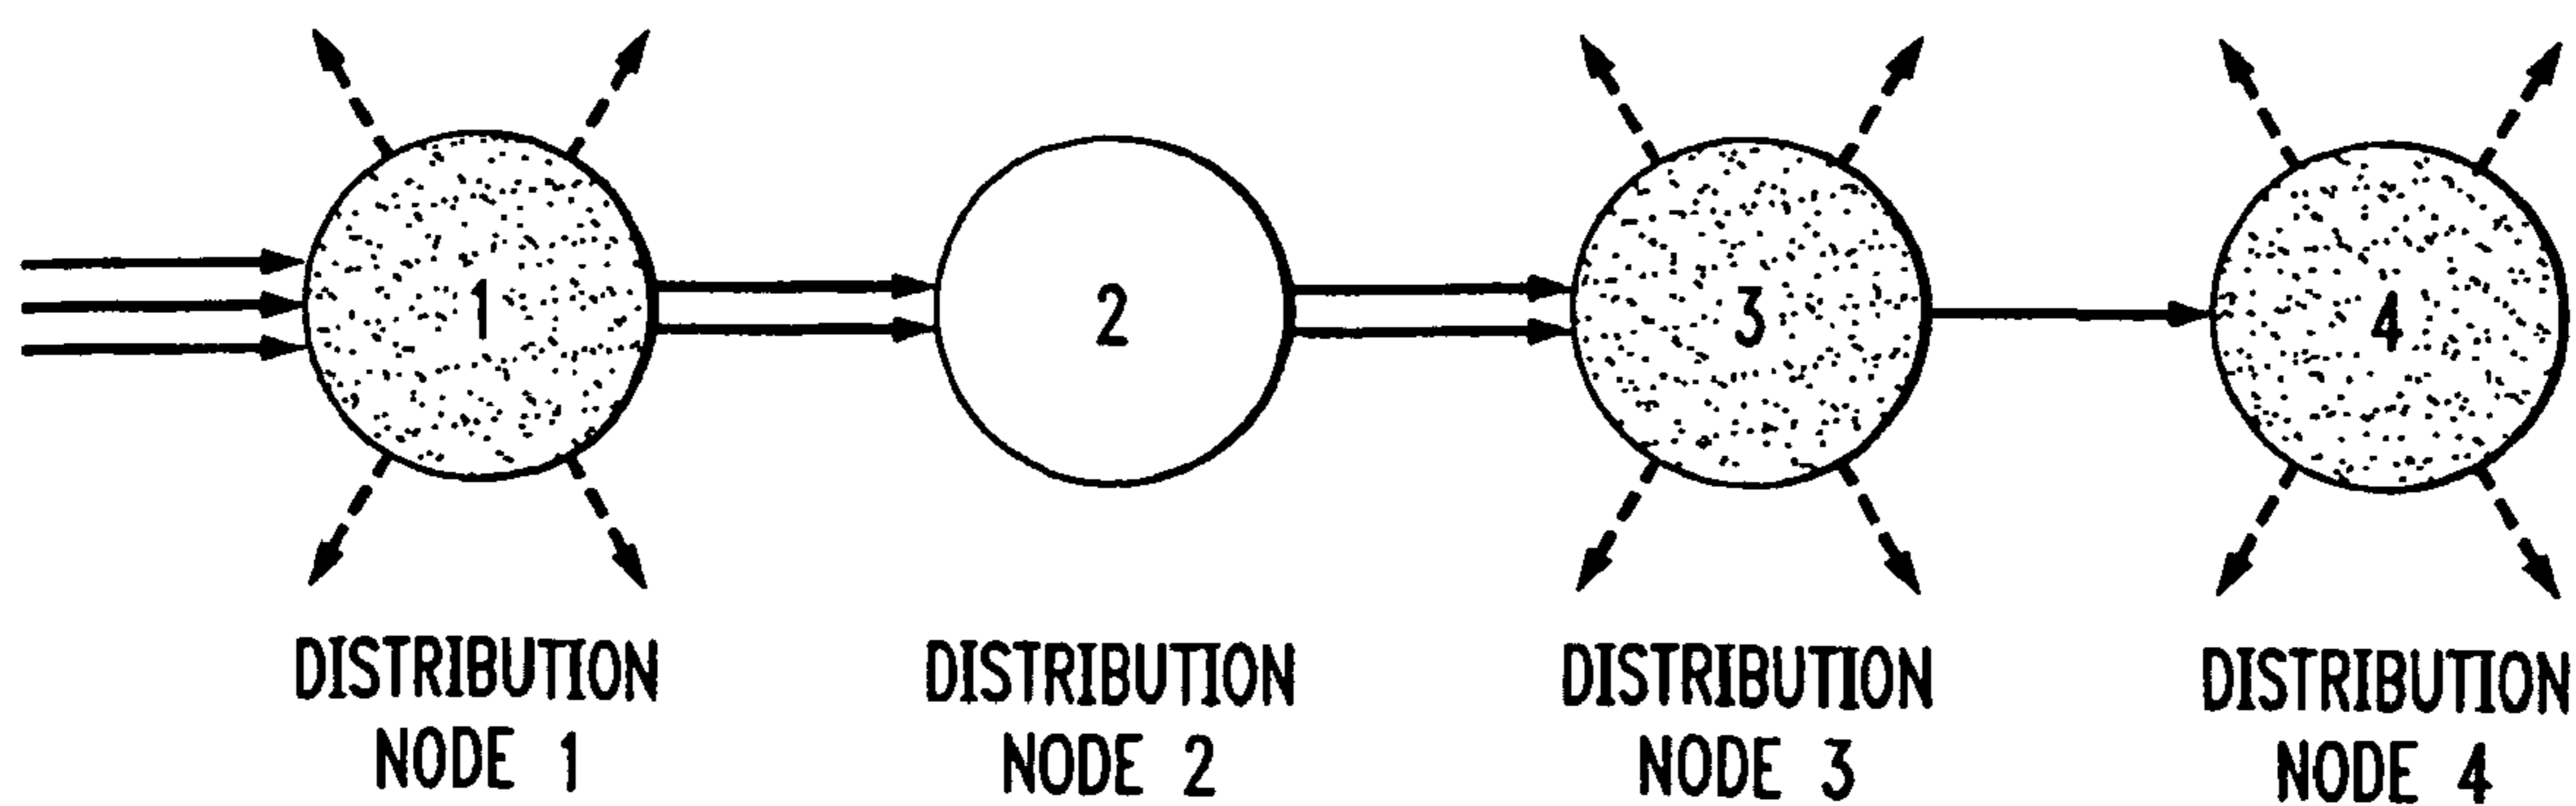 1
2
3
4
DISTRIBUTION
NODE 1
DISTRIBUTION
NODE 2
DISTRIBUTION
NODE 3
DISTRIBUTION
NODE 4